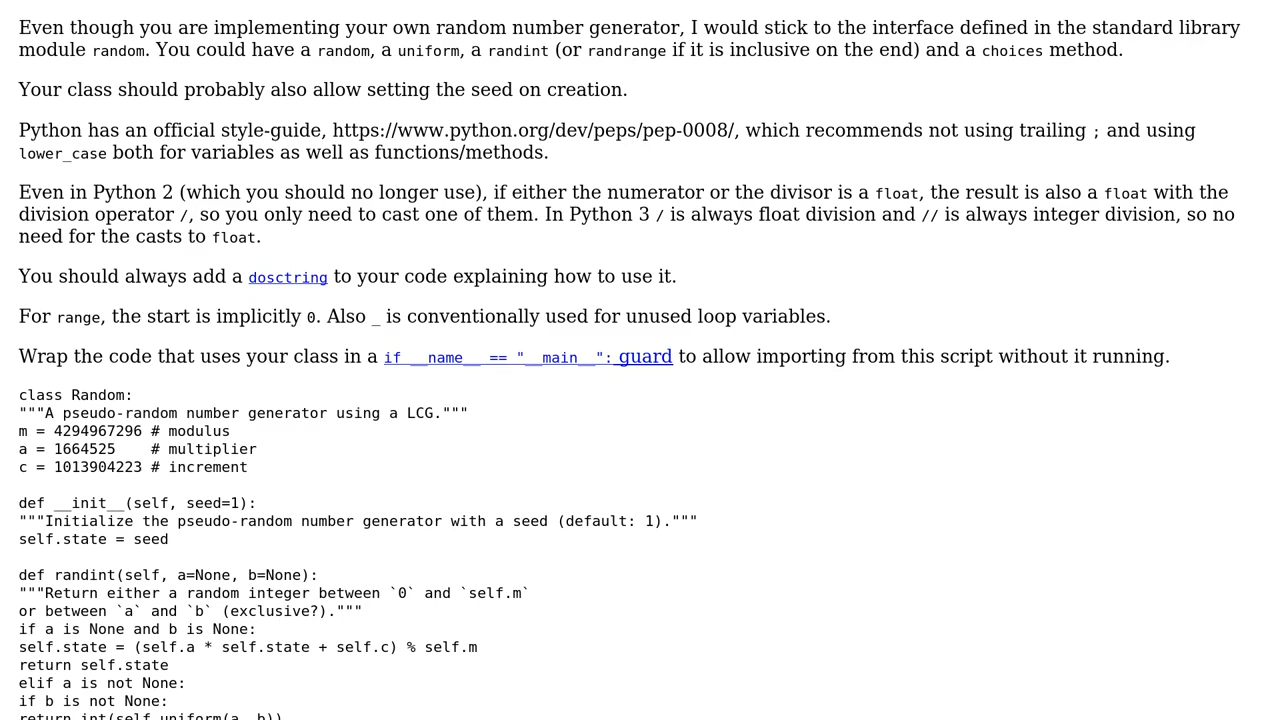 Even though you are implementing your own random number generator, I would stick to the interface defined in the standard library
module random. You could have a random, a uniform, a randint (or randrange if it is inclusive on the end) and a choices method.
Your class should probably also allow setting the seed on creation.
Python has an official style-guide, https://www.python.org/dev/peps/pep-0008/, which recommends not using trailing ; and using
lower_case both for variables as well as functions/methods.
Even in Python 2 (which you should no longer use), if either the numerator or the divisor is a float, the result is also a float with the
division operator /, so you only need to cast one of them. In Python 3 / is always float division and // is always integer division, so no
need for the casts to float.
You should always add a dosctring to your code explaining how to use it.
For range, the start is implicitly 0. Also _ is conventionally used for unused loop variables.
Wrap the code that uses your class in a if __name__ == "__main__": guard to allow importing from this script without it running.
class Random:
"""A pseudo-random number generator using a LCG."""
m = 4294967296 # modulus
a = 1664525    # multiplier
c = 1013904223 # increment
def __init__(self, seed=1):
"""Initialize the pseudo-random number generator with a seed (default: 1)."""
self.state = seed
def randint(self, a=None, b=None):
"""Return either a random integer between `0` and `self.m`
or between `a` and `b` (exclusive?)."""
if a is None and b is None:
self.state = (self.a * self.state + self.c) % self.m
return self.state
elif a is not None:
if b is not None:
return int(self.uniform(a, b))